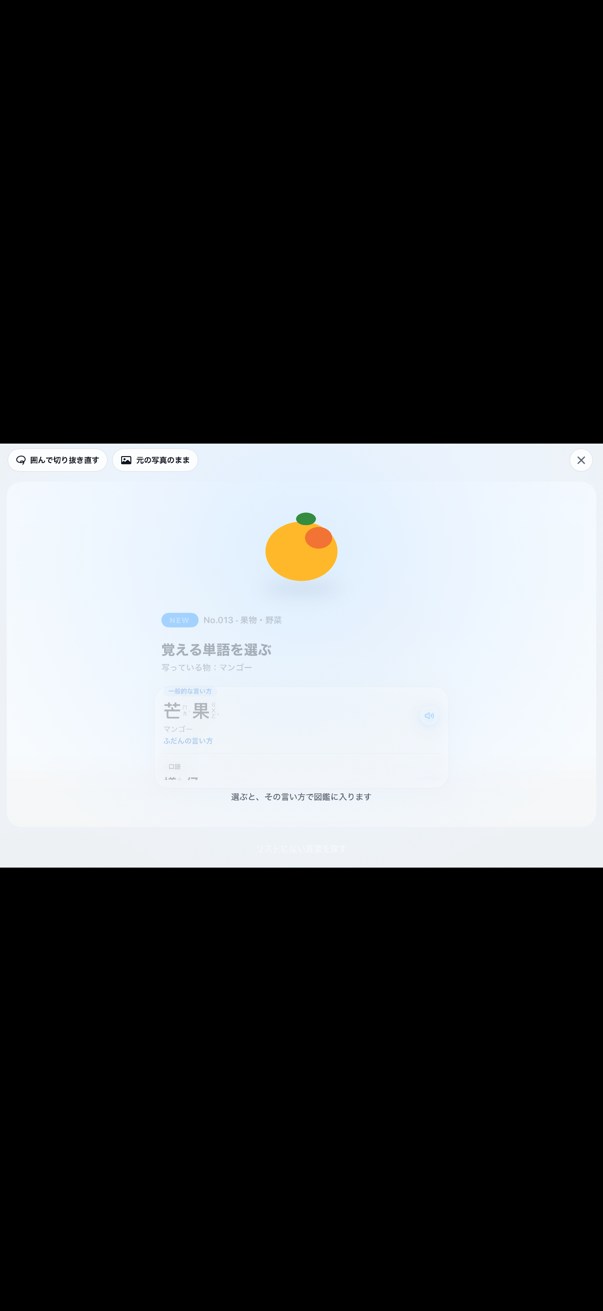 囲んで切り抜き直す
元の写真のまま
NEW
No.013・果物・野菜
覚える単語を選ぶ
写っている物：マンゴー
一般的な言い方
芒果
マンゴー
ふだんの言い方
口語
選ぶと、その言い方で図鑑に入ります